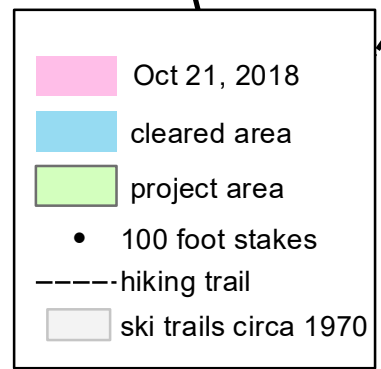 Oct 21, 2018
cleared area
project area
100 foot stakes
hiking trail
ski trails circa 1970